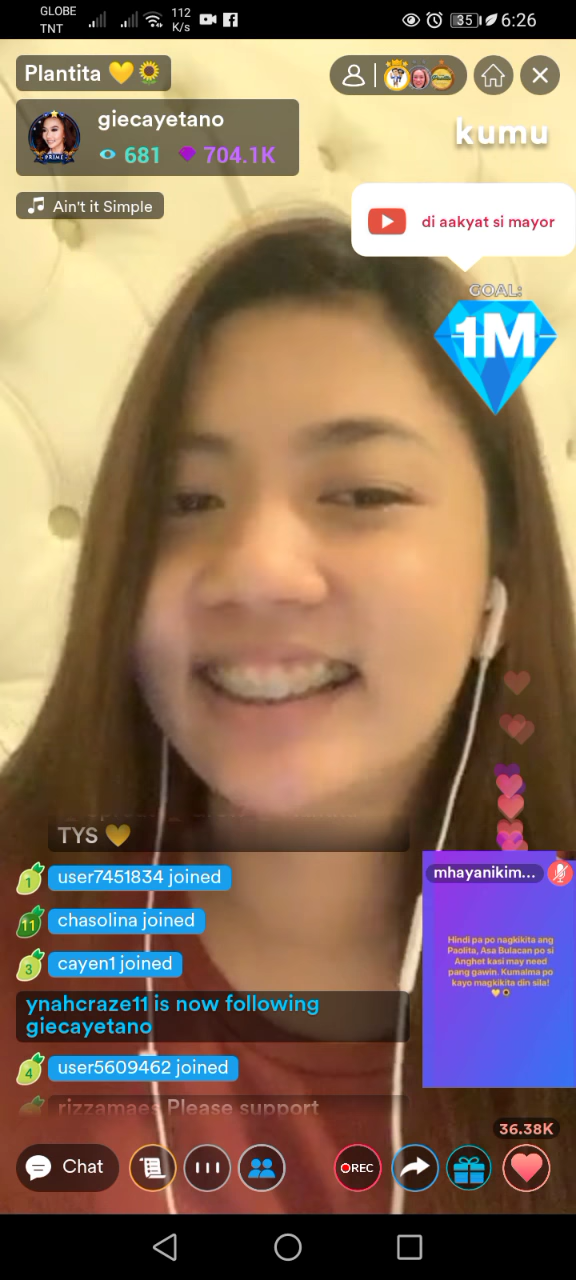 GLOBE
TNT
112
K/s
35
6:26
Plantita 💛🌻
giecayetano
PRIME
681
704.1K
kumu
Ain't it Simple
di aakyat si mayor
GOAL:
1M
TYS 💛
1
user7451834 joined
11
chasolina joined
3
cayen1 joined
ynahcraze11 is now following
giecayetano
4
user5609462 joined
rizzamaes Please support
mhayanikim...
Hindi pa po nagkikita ang
Paolita, Asa Bulacan po si
Anghet kasi may need
pang gawin. Kumalma po
kayo magkikita din sila!
💛🌻
36.38K
Chat
REC